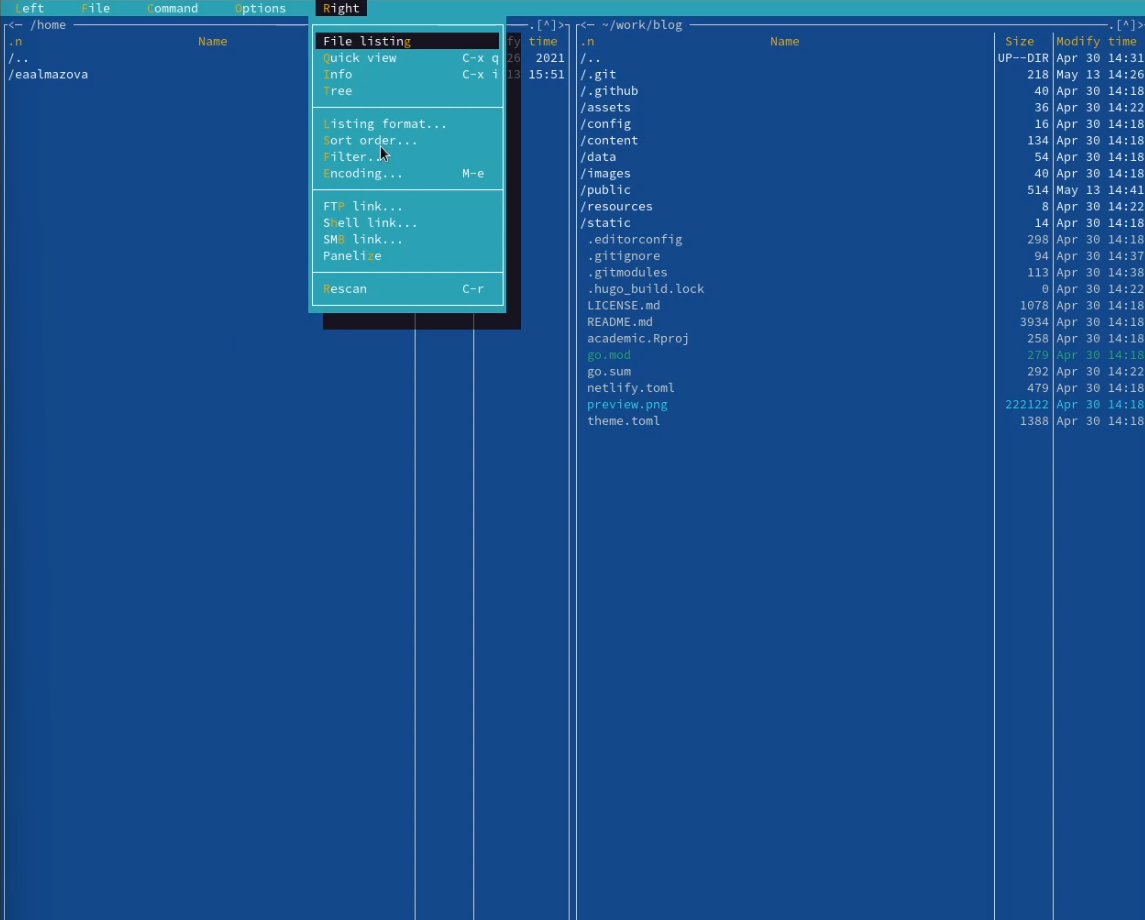 Left File Command Options Right
<— /home .[^]>
.n Name fy time
/.. 26 2021
/eaalmazova 13 15:51
File listing
Quick view C-x q
Info C-x i
Tree
Listing format...
Sort order...
Filter...
Encoding... M-e
FTP link...
Shell link...
SMB link...
Panelize
Rescan C-r
<— ~/work/blog .[^]>
.n Name Size Modify time
/.. UP--DIR Apr 30 14:31
/.git 218 May 13 14:26
/.github 40 Apr 30 14:18
/assets 36 Apr 30 14:22
/config 16 Apr 30 14:18
/content 134 Apr 30 14:18
/data 54 Apr 30 14:18
/images 40 Apr 30 14:18
/public 514 May 13 14:41
/resources 8 Apr 30 14:22
/static 14 Apr 30 14:18
.editorconfig 298 Apr 30 14:18
.gitignore 94 Apr 30 14:37
.gitmodules 113 Apr 30 14:38
.hugo_build.lock 0 Apr 30 14:22
LICENSE.md 1078 Apr 30 14:18
README.md 3934 Apr 30 14:18
academic.Rproj 258 Apr 30 14:18
go.mod 279 Apr 30 14:18
go.sum 292 Apr 30 14:22
netlify.toml 479 Apr 30 14:18
preview.png 222122 Apr 30 14:18
theme.toml 1388 Apr 30 14:18